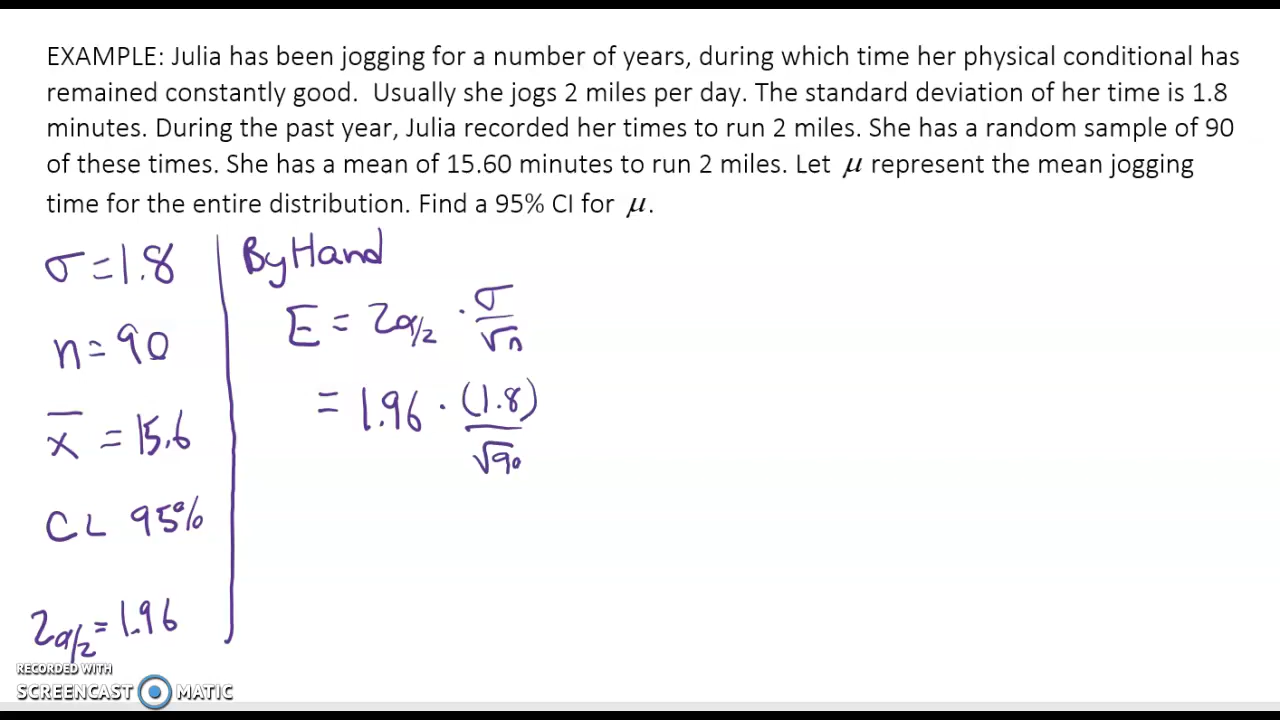 EXAMPLE: Julia has been jogging for a number of years, during which time her physical conditional has
remained constantly good. Usually she jogs 2 miles per day. The standard deviation of her time is 1.8
minutes. During the past year, Julia recorded her times to run 2 miles. She has a random sample of 90
of these times. She has a mean of 15.60 minutes to run 2 miles. Let μ represent the mean jogging
time for the entire distribution. Find a 95% CI for μ.
σ = 1.8
n = 90
x̄ = 15.6
CL 95%
Zα/2 = 1.96
By Hand
E = Zα/2 · σ/√n
= 1.96 · (1.8)/√90
RECORDED WITH
SCREENCAST MATIC